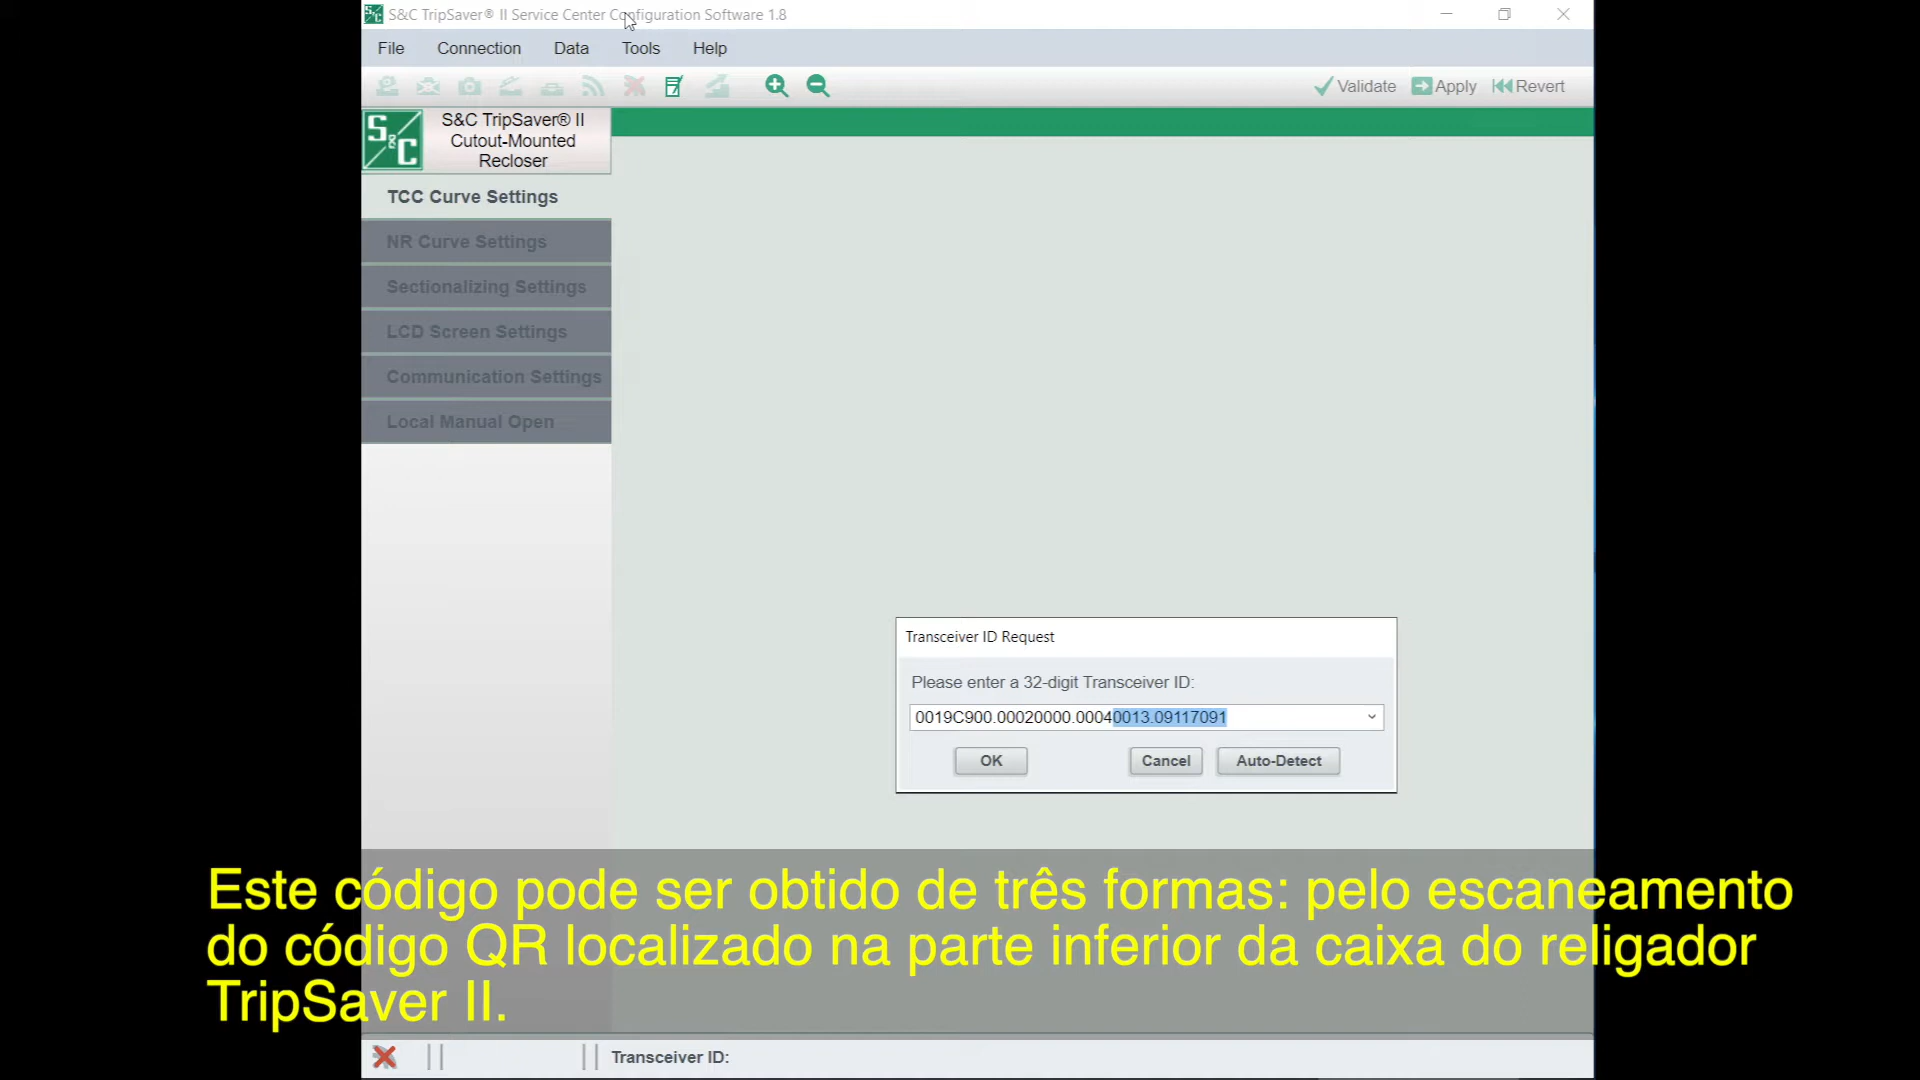 S&C TripSaver® II Service Center Configuration Software 1.8
File Connection Data Tools Help
Validate Apply Revert
S&C
S&C TripSaver® II
Cutout-Mounted
Recloser
TCC Curve Settings
NR Curve Settings
Sectionalizing Settings
LCD Screen Settings
Communication Settings
Local Manual Open
Transceiver ID Request
Please enter a 32-digit Transceiver ID:
0019C900.00020000.00040013.09117091
OK Cancel Auto-Detect
Este código pode ser obtido de três formas: pelo escaneamento
do código QR localizado na parte inferior da caixa do religador
TripSaver II.
Transceiver ID: